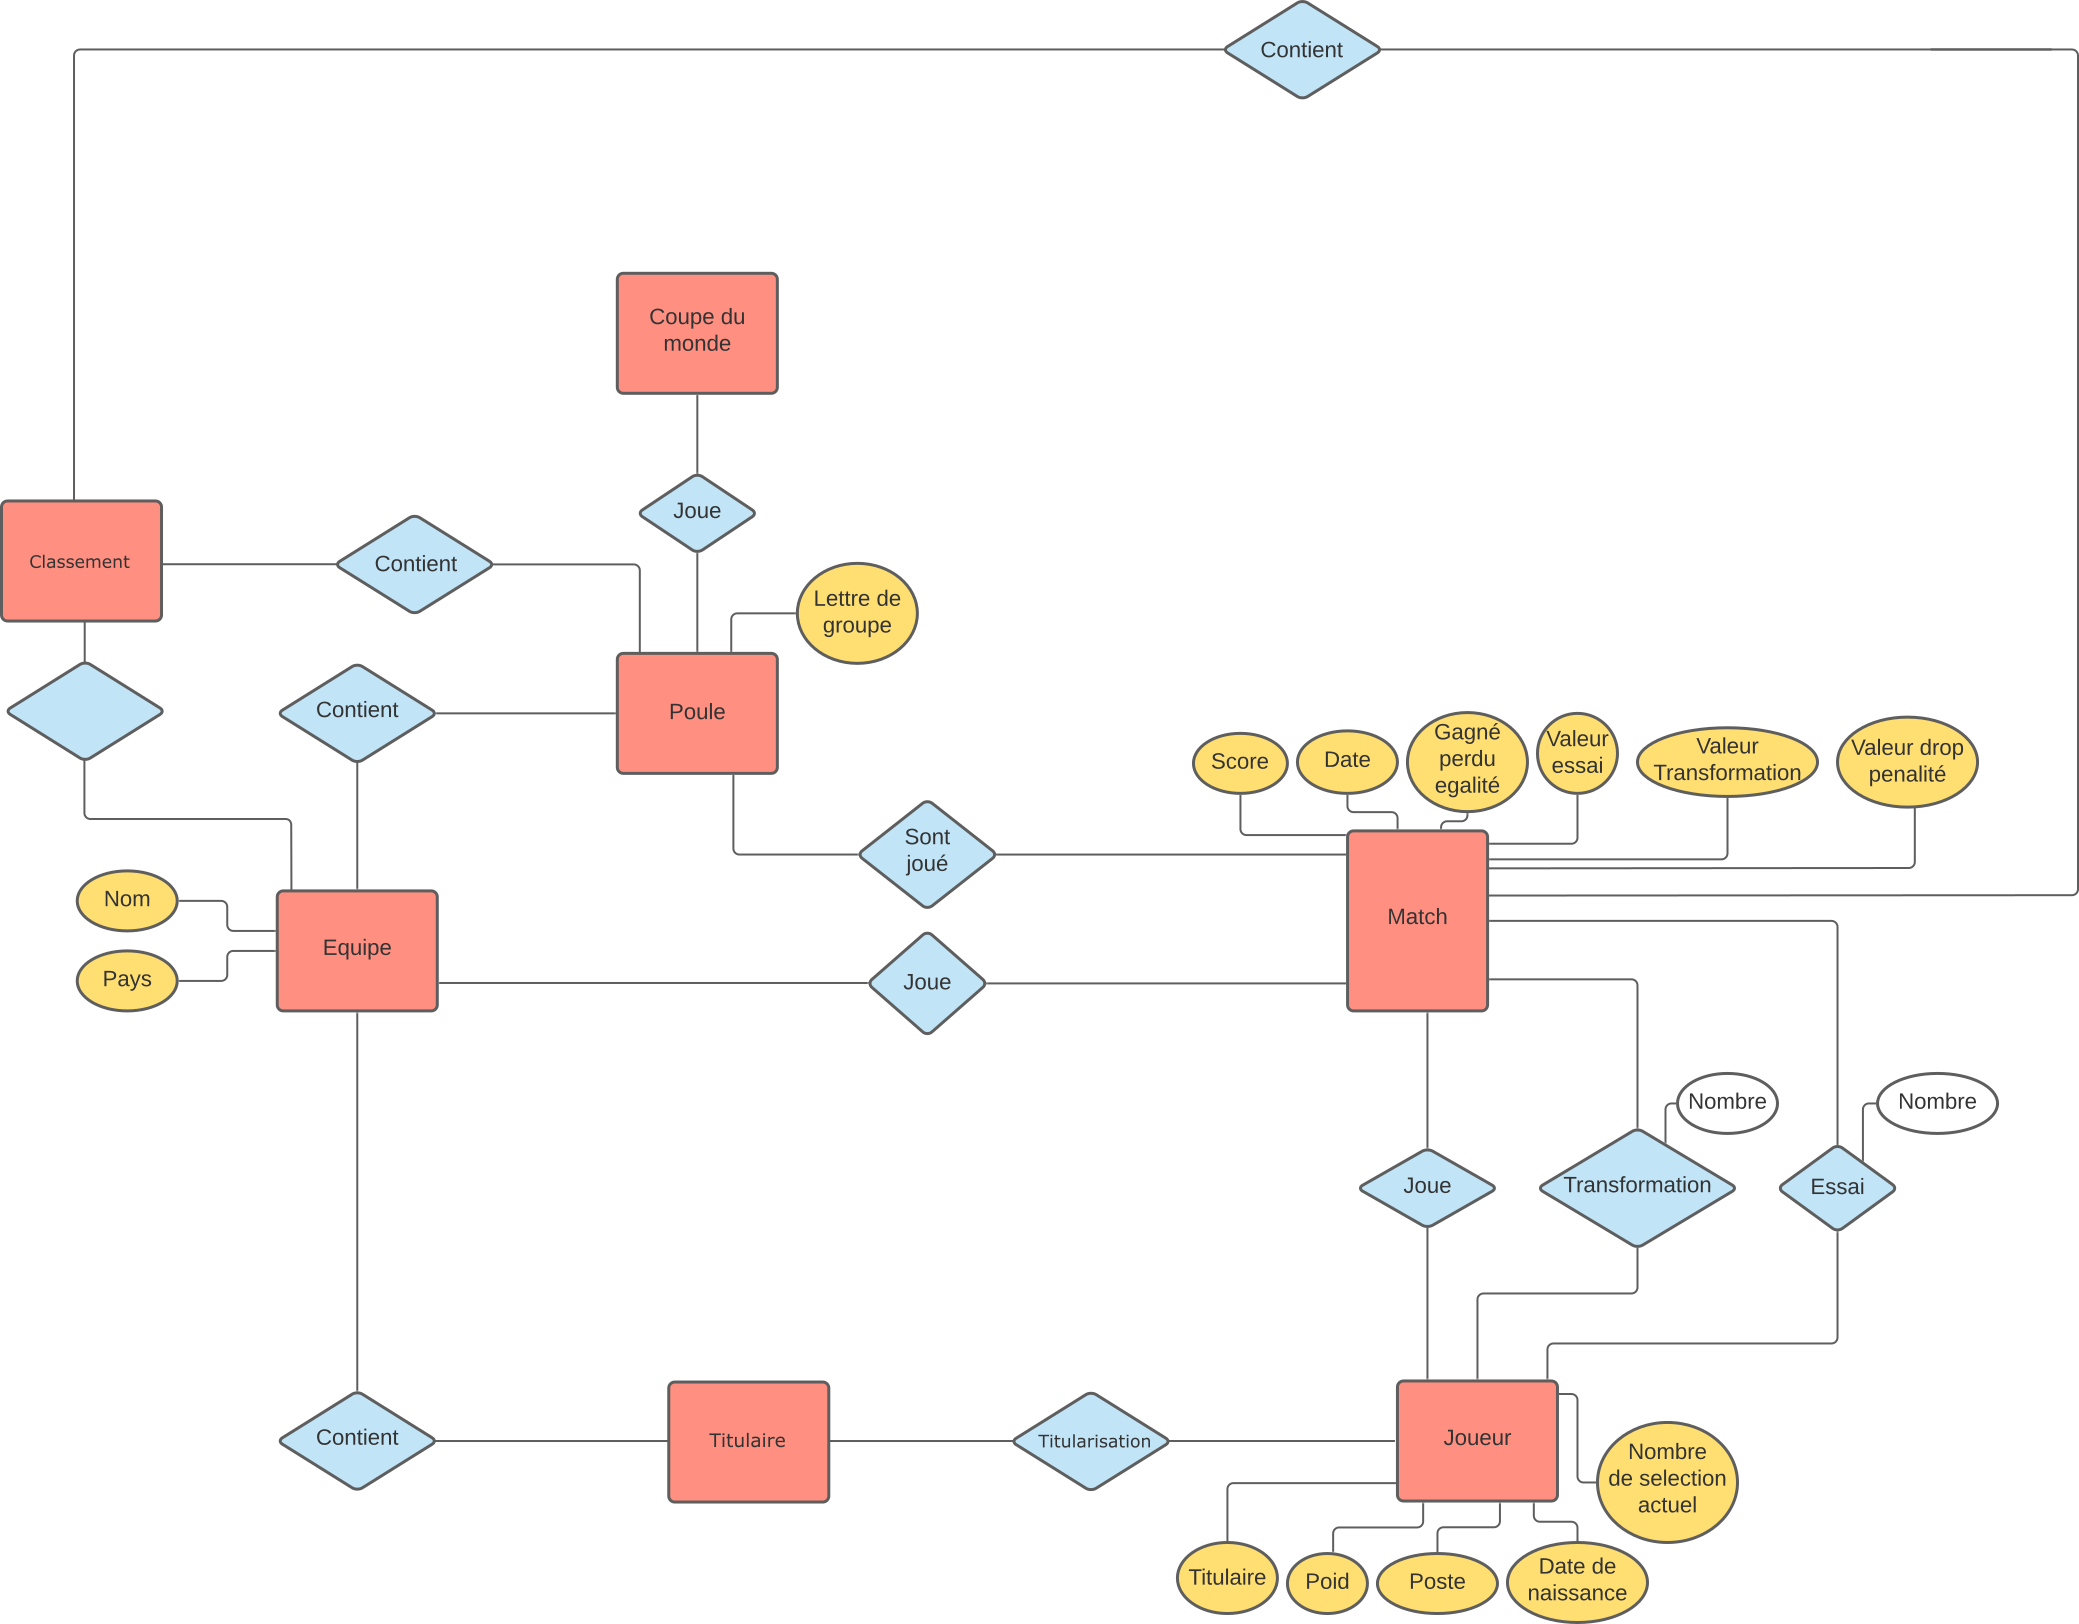 Contient
Coupe du
monde
Joue
Classement
Contient
Lettre de
groupe
Contient
Poule
Score
Date
Gagné
perdu
egalité
Valeur
essai
Valeur
Transformation
Valeur drop
penalité
Sont
joué
Nom
Pays
Equipe
Match
Joue
Nombre
Nombre
Joue
Transformation
Essai
Contient
Titulaire
Titularisation
Joueur
Nombre
de selection
actuel
Titulaire
Poid
Poste
Date de
naissance